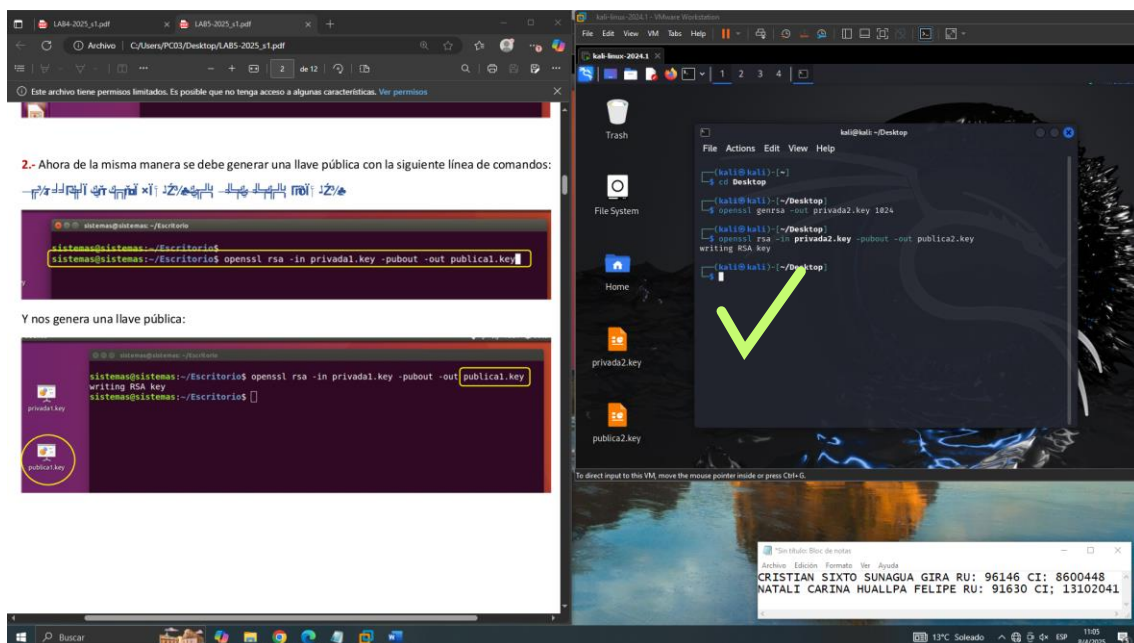 LAB4-2025_s1.pdf
LAB5-2025_s1.pdf
Archivo
C:/Users/PC03/Desktop/LAB5-2025_s1.pdf
2 de 12
Este archivo tiene permisos limitados. Es posible que no tenga acceso a algunas características. Ver permisos
2.- Ahora de la misma manera se debe generar una llave pública con la siguiente línea de comandos:
sistemas@sistemas: ~/Escritorio
sistemas@sistemas:~/Escritorio$
sistemas@sistemas:~/Escritorio$ openssl rsa -in privada1.key -pubout -out publica1.key
Y nos genera una llave pública:
sistemas@sistemas: ~/Escritorio
sistemas@sistemas:~/Escritorio$ openssl rsa -in privada1.key -pubout -out publica1.key
writing RSA key
sistemas@sistemas:~/Escritorio$
privada1.key
publica1.key
Buscar
kali-linux-2024.1 - VMware Workstation
File Edit View VM Tabs Help
kali-linux-2024.1
1 2 3 4
Trash
File System
Home
privada2.key
publica2.key
kali@kali: ~/Desktop
File Actions Edit View Help
(kali㉿kali)-[~]
$ cd Desktop
(kali㉿kali)-[~/Desktop]
$ openssl genrsa -out privada2.key 1024
(kali㉿kali)-[~/Desktop]
$ openssl rsa -in privada2.key -pubout -out publica2.key
writing RSA key
(kali㉿kali)-[~/Desktop]
$
To direct input to this VM, move the mouse pointer inside or press Ctrl+G.
*Sin título: Bloc de notas
Archivo Edición Formato Ver Ayuda
CRISTIAN SIXTO SUNAGUA GIRA RU: 96146 CI: 8600448
NATALI CARINA HUALLPA FELIPE RU: 91630 CI; 13102041
13°C Soleado
ESP
11:05
8/4/2025